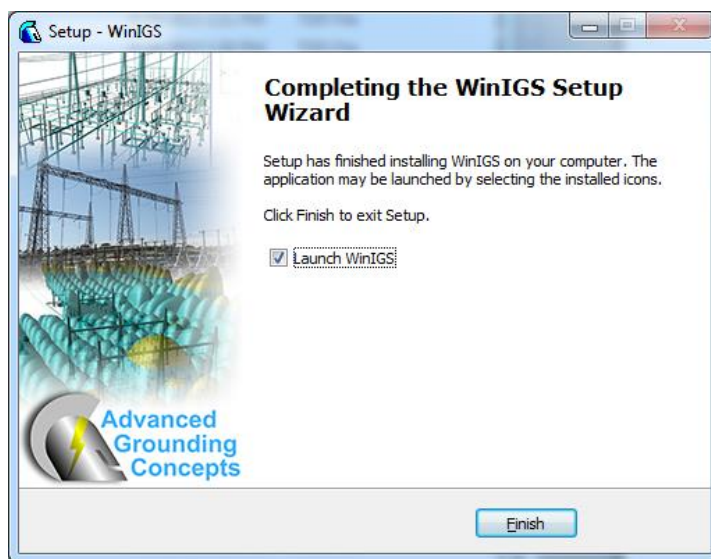 Setup - WinIGS
Completing the WinIGS Setup
Wizard
Setup has finished installing WinIGS on your computer. The
application may be launched by selecting the installed icons.
Click Finish to exit Setup.
Launch WinIGS
Advanced
Grounding
Concepts
Finish